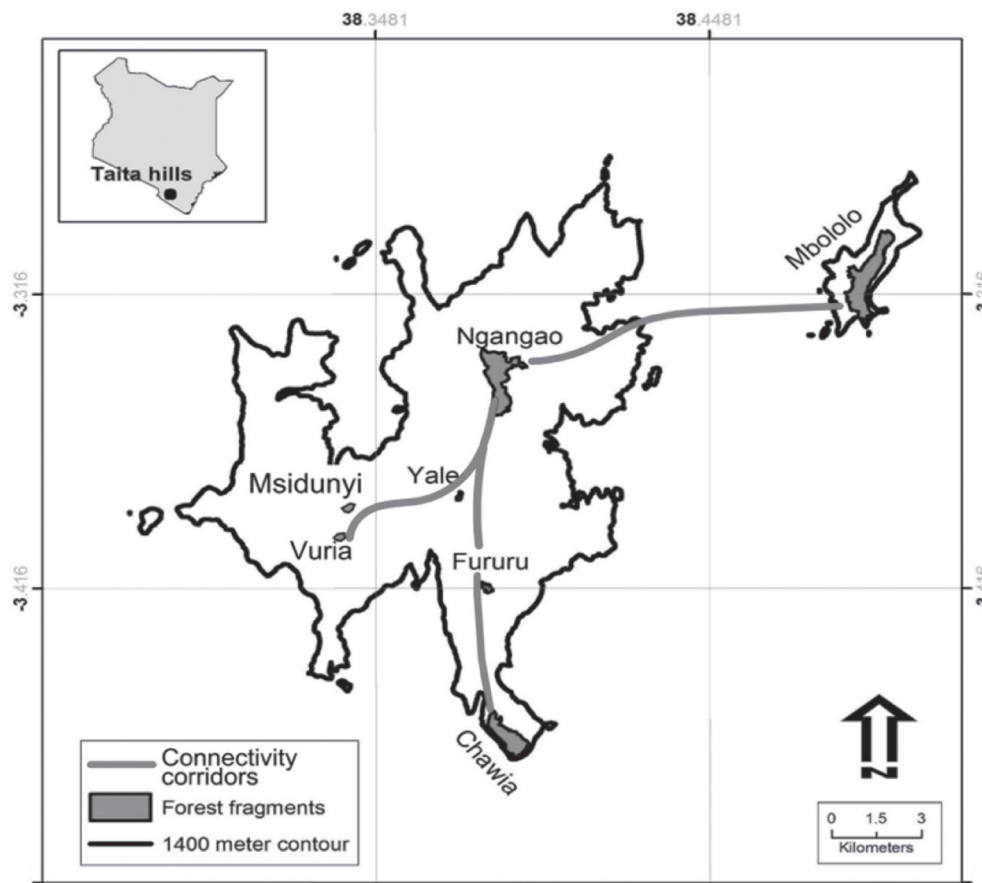 38.3481
38.4481
Taita hills
Mbololo
-3.316
Ngangao
Yale
Msidunyi
Vuria
Fururu
-3.416
Chawia
Connectivity
corridors
Forest fragments
1400 meter contour
N
0 1.5 3
Kilometers